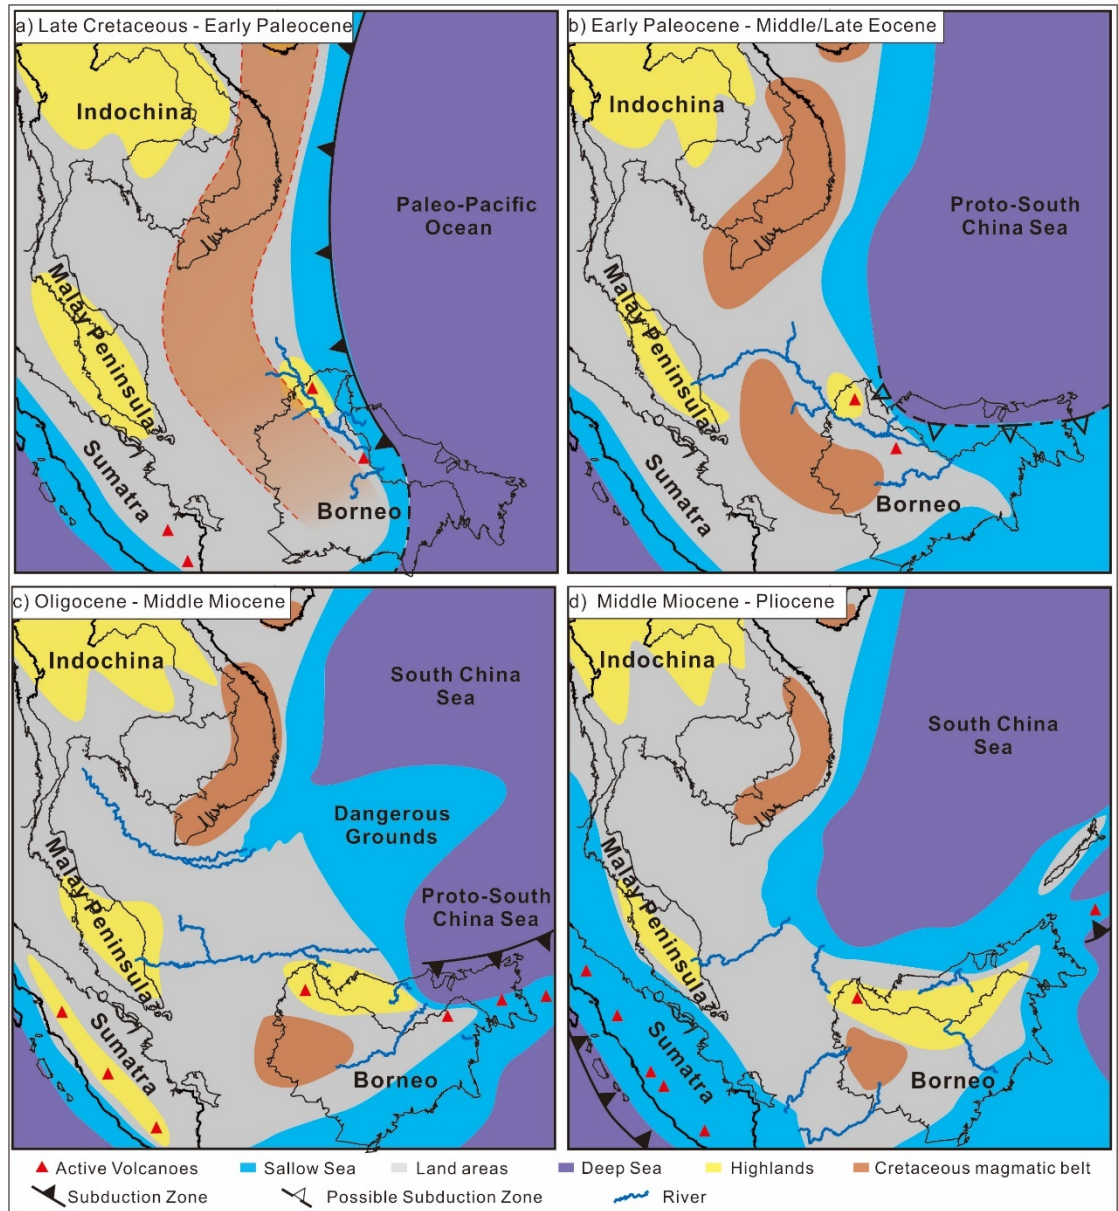 a) Late Cretaceous - Early Paleocene
Indochina
Paleo-Pacific
Ocean
Malay Peninsula
Sumatra
Borneo
b) Early Paleocene - Middle/Late Eocene
Indochina
Proto-South
China Sea
Malay Peninsula
Sumatra
Borneo
c) Oligocene - Middle Miocene
Indochina
South China
Sea
Dangerous
Grounds
Malay Peninsula
Proto-South
China Sea
Sumatra
Borneo
d) Middle Miocene - Pliocene
Indochina
South China
Sea
Malay Peninsula
Sumatra
Borneo
Active Volcanoes
Sallow Sea
Land areas
Deep Sea
Highlands
Cretaceous magmatic belt
Subduction Zone
Possible Subduction Zone
River